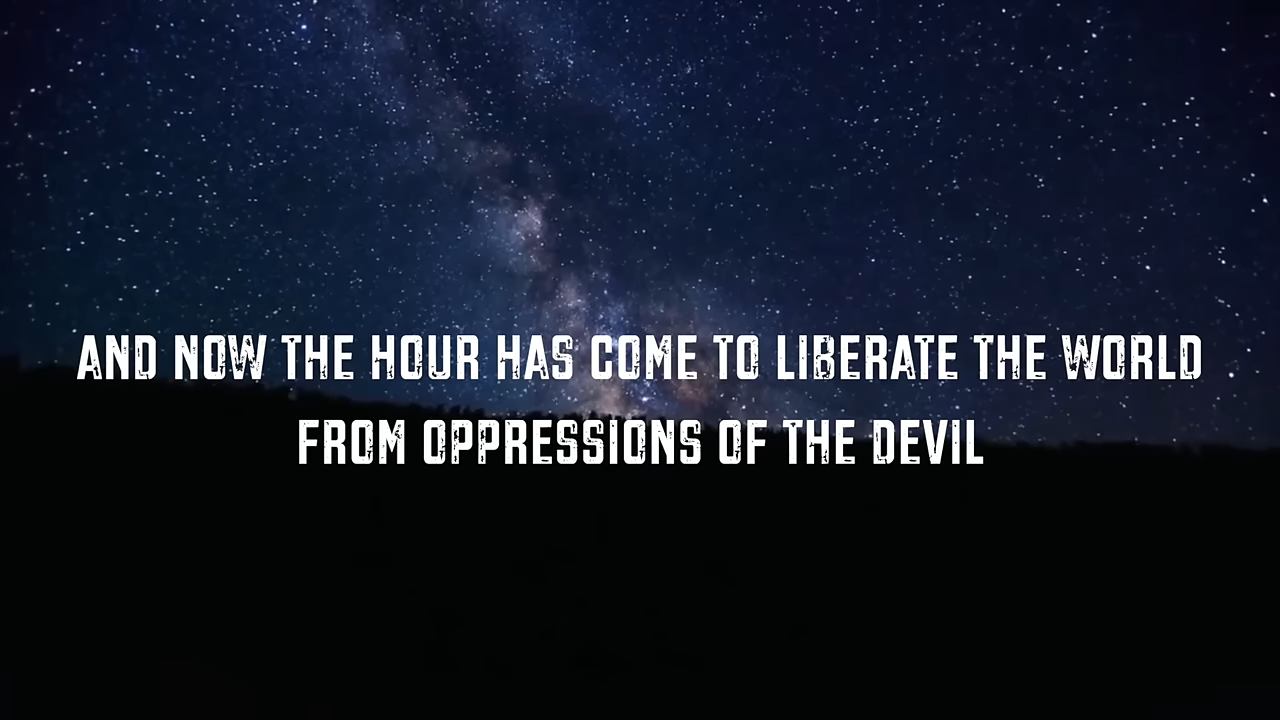 AND NOW THE HOUR HAS COME TO LIBERATE THE WORLD
FROM OPPRESSIONS OF THE DEVIL